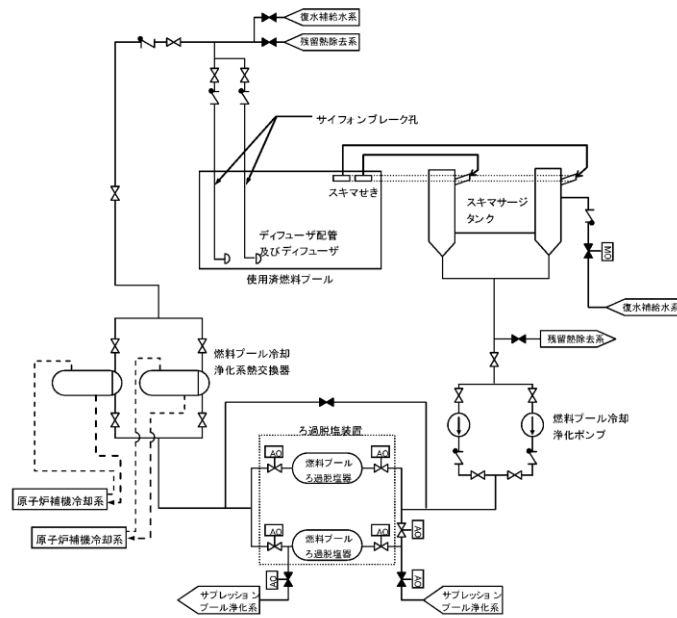 復水補給水系
残留熱除去系
サイフォンブレーク孔
スキマせき
スキマサージ
タンク
ディフューザ配管
及びディフューザ
使用済燃料プール
MO
復水補給水系
残留熱除去系
燃料プール冷却
浄化系熱交換器
燃料プール冷却
浄化ポンプ
ろ過脱塩装置
AO
AO
燃料プール
ろ過脱塩器
原子炉補機冷却系
原子炉補機冷却系
AO
AO
AO
燃料プール
ろ過脱塩器
AO
AO
サプレッション
プール浄化系
サプレッション
プール浄化系